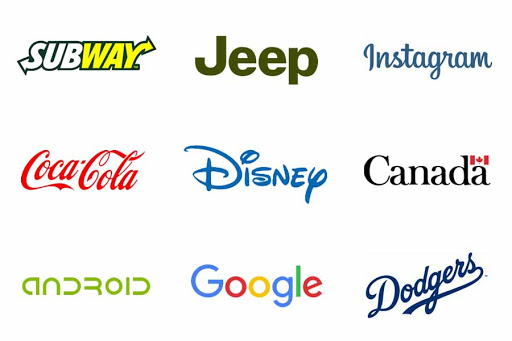 SUBWAY
Jeep
Instagram
Coca-Cola
Disney
Canada
android
Google
Dodgers